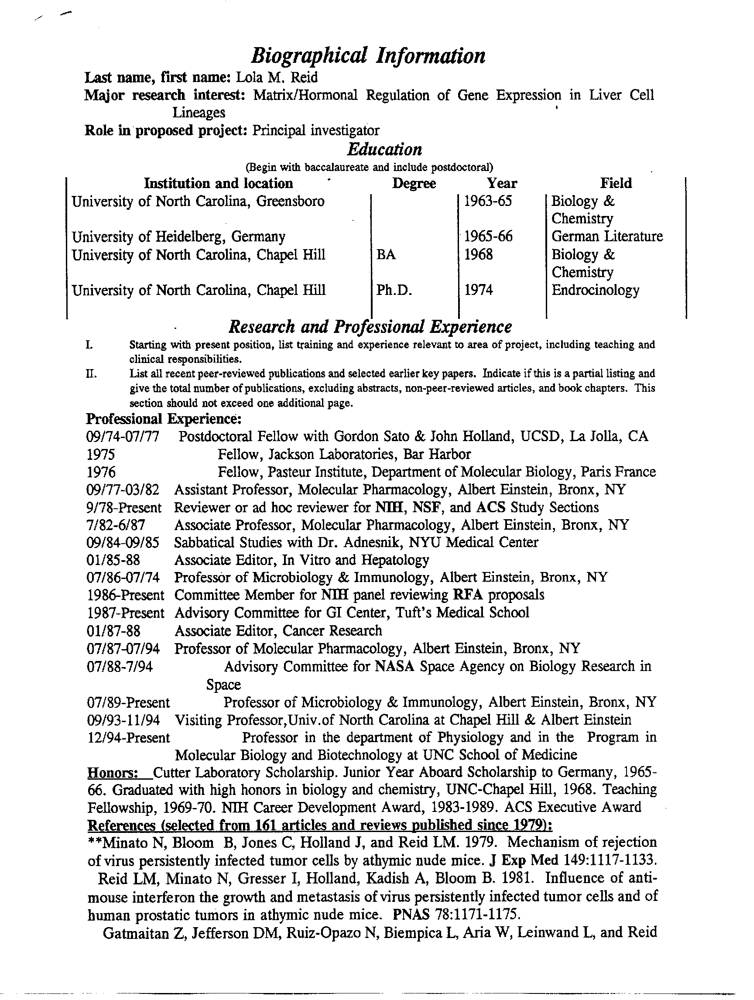 Biographical Information
Last name, first name: Lola M. Reid
Major research interest: Matrix/Hormonal Regulation of Gene Expression in Liver Cell
Lineages
Role in proposed project: Principal investigator
Education
(Begin with baccalaureate and include postdoctoral)
Institution and location Degree Year Field
University of North Carolina, Greensboro 1963-65 Biology &
Chemistry
University of Heidelberg, Germany 1965-66 German Literature
University of North Carolina, Chapel Hill BA 1968 Biology &
Chemistry
University of North Carolina, Chapel Hill Ph.D. 1974 Endrocinology
Research and Professional Experience
I. Starting with present position, list training and experience relevant to area of project, including teaching and
clinical responsibilities.
II. List all recent peer-reviewed publications and selected earlier key papers. Indicate if this is a partial listing and
give the total number of publications, excluding abstracts, non-peer-reviewed articles, and book chapters. This
section should not exceed one additional page.
Professional Experience:
09/74-07/77 Postdoctoral Fellow with Gordon Sato & John Holland, UCSD, La Jolla, CA
1975 Fellow, Jackson Laboratories, Bar Harbor
1976 Fellow, Pasteur Institute, Department of Molecular Biology, Paris France
09/77-03/82 Assistant Professor, Molecular Pharmacology, Albert Einstein, Bronx, NY
9/78-Present Reviewer or ad hoc reviewer for NIH, NSF, and ACS Study Sections
7/82-6/87 Associate Professor, Molecular Pharmacology, Albert Einstein, Bronx, NY
09/84-09/85 Sabbatical Studies with Dr. Adnesnik, NYU Medical Center
01/85-88 Associate Editor, In Vitro and Hepatology
07/86-07/74 Professor of Microbiology & Immunology, Albert Einstein, Bronx, NY
1986-Present Committee Member for NIH panel reviewing RFA proposals
1987-Present Advisory Committee for GI Center, Tuft's Medical School
01/87-88 Associate Editor, Cancer Research
07/87-07/94 Professor of Molecular Pharmacology, Albert Einstein, Bronx, NY
07/88-7/94 Advisory Committee for NASA Space Agency on Biology Research in
Space
07/89-Present Professor of Microbiology & Immunology, Albert Einstein, Bronx, NY
09/93-11/94 Visiting Professor,Univ.of North Carolina at Chapel Hill & Albert Einstein
12/94-Present Professor in the department of Physiology and in the Program in
Molecular Biology and Biotechnology at UNC School of Medicine
Honors: Cutter Laboratory Scholarship. Junior Year Aboard Scholarship to Germany, 1965-
66. Graduated with high honors in biology and chemistry, UNC-Chapel Hill, 1968. Teaching
Fellowship, 1969-70. NIH Career Development Award, 1983-1989. ACS Executive Award
References (selected from 161 articles and reviews published since 1979):
**Minato N, Bloom B, Jones C, Holland J, and Reid LM. 1979. Mechanism of rejection
of virus persistently infected tumor cells by athymic nude mice. J Exp Med 149:1117-1133.
Reid LM, Minato N, Gresser I, Holland, Kadish A, Bloom B. 1981. Influence of anti-
mouse interferon the growth and metastasis of virus persistently infected tumor cells and of
human prostatic tumors in athymic nude mice. PNAS 78:1171-1175.
Gatmaitan Z, Jefferson DM, Ruiz-Opazo N, Biempica L, Aria W, Leinwand L, and Reid